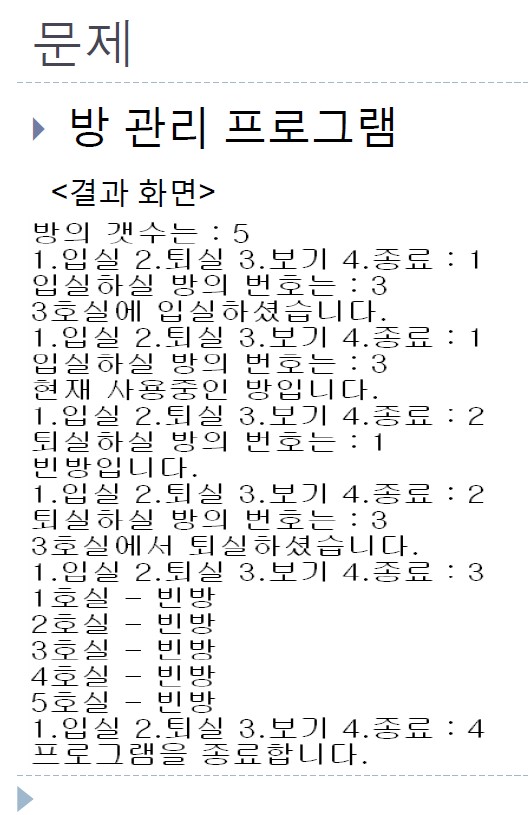 문제
방 관리 프로그램
<결과 화면>
방의 갯수는 : 5
1.입실 2.퇴실 3.보기 4.종료 : 1
입실하실 방의 번호는 : 3
3호실에 입실하셨습니다.
1.입실 2.퇴실 3.보기 4.종료 : 1
입실하실 방의 번호는 : 3
현재 사용중인 방입니다.
1.입실 2.퇴실 3.보기 4.종료 : 2
퇴실하실 방의 번호는 : 1
빈방입니다.
1.입실 2.퇴실 3.보기 4.종료 : 2
퇴실하실 방의 번호는 : 3
3호실에서 퇴실하셨습니다.
1.입실 2.퇴실 3.보기 4.종료 : 3
1호실 - 빈방
2호실 - 빈방
3호실 - 빈방
4호실 - 빈방
5호실 - 빈방
1.입실 2.퇴실 3.보기 4.종료 : 4
프로그램을 종료합니다.